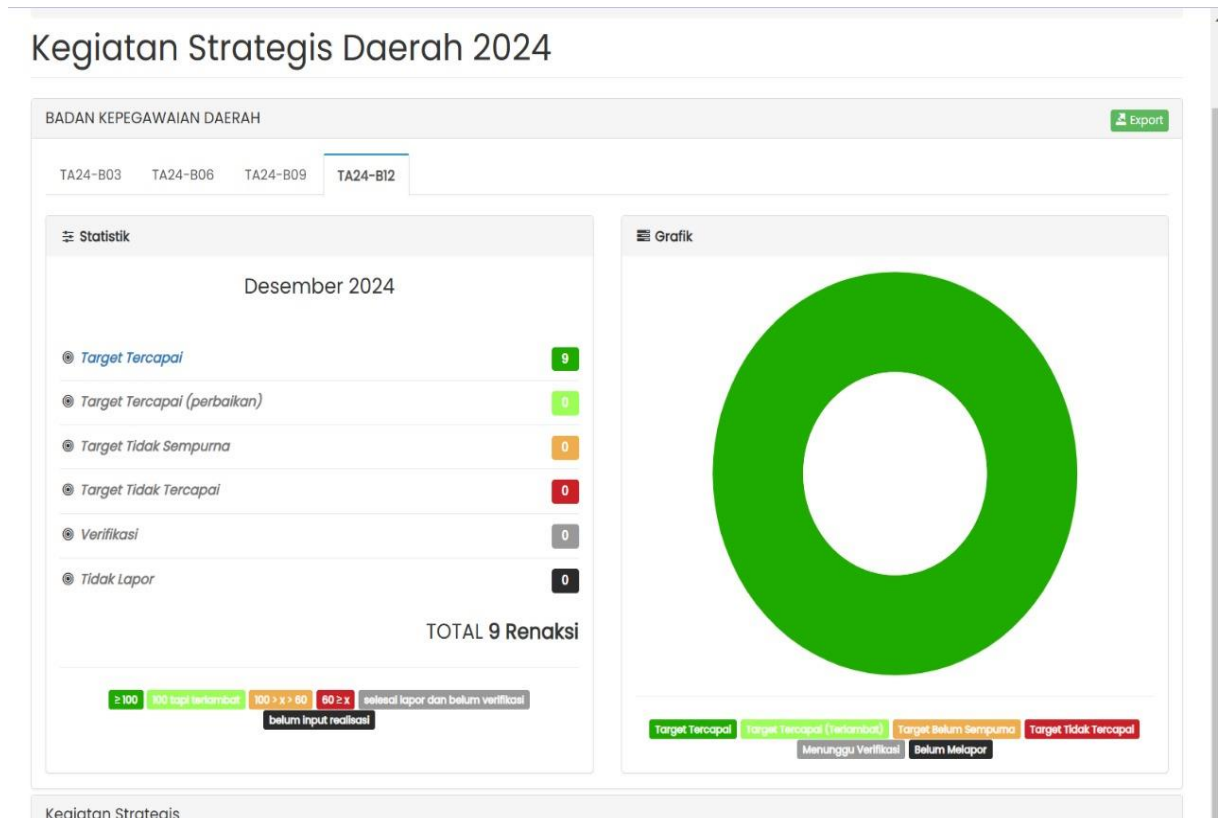 Kegiatan Strategis Daerah 2024
BADAN KEPEGAWAIAN DAERAH
Export
TA24-B03 TA24-B06 TA24-B09 TA24-B12
Statistik
Desember 2024
Target Tercapai 9
Target Tercapai (perbaikan) 0
Target Tidak Sempurna 0
Target Tidak Tercapai 0
Verifikasi 0
Tidak Lapor 0
TOTAL 9 Renaksi
≥100 100 tapi terlambat 100 > x > 60 60 ≥ x selesai lapor dan belum verifikasi
belum input realisasi
Grafik
Target Tercapai Target Tercapai (Terlambat) Target Belum Sempurna Target Tidak Tercapai
Menunggu Verifikasi Belum Melapor
Kegiatan Strategis